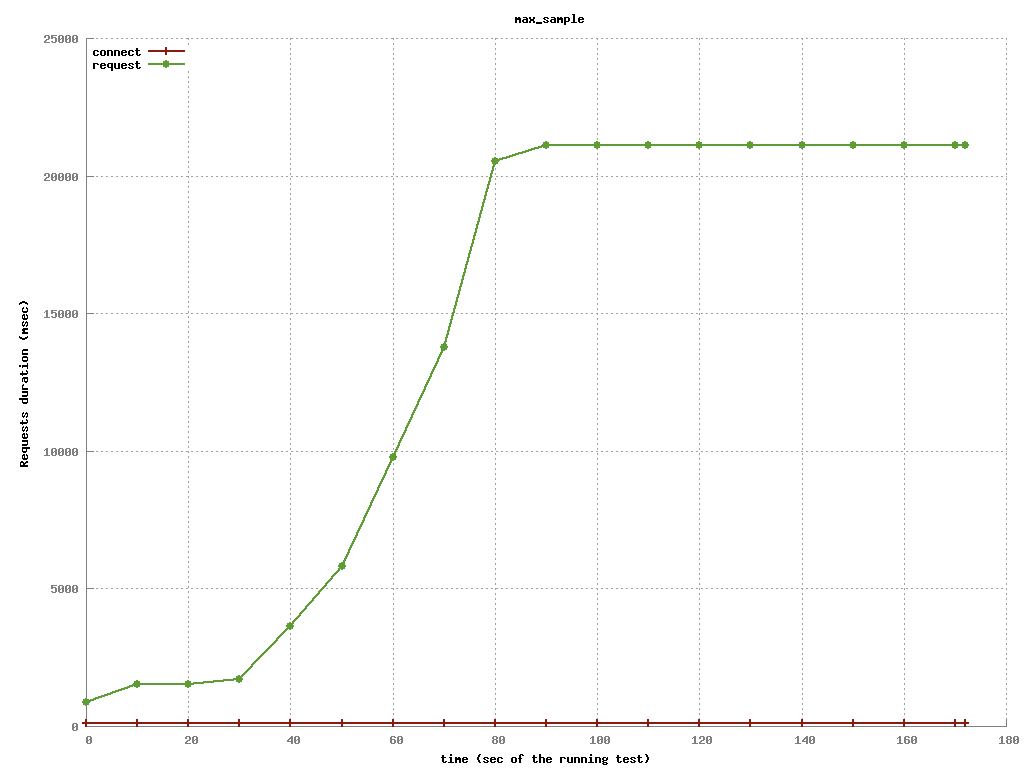 max_sample
25000
connect
request
20000
15000
Requests duration (msec)
10000
5000
0
0 20 40 60 80 100 120 140 160 180
time (sec of the running test)